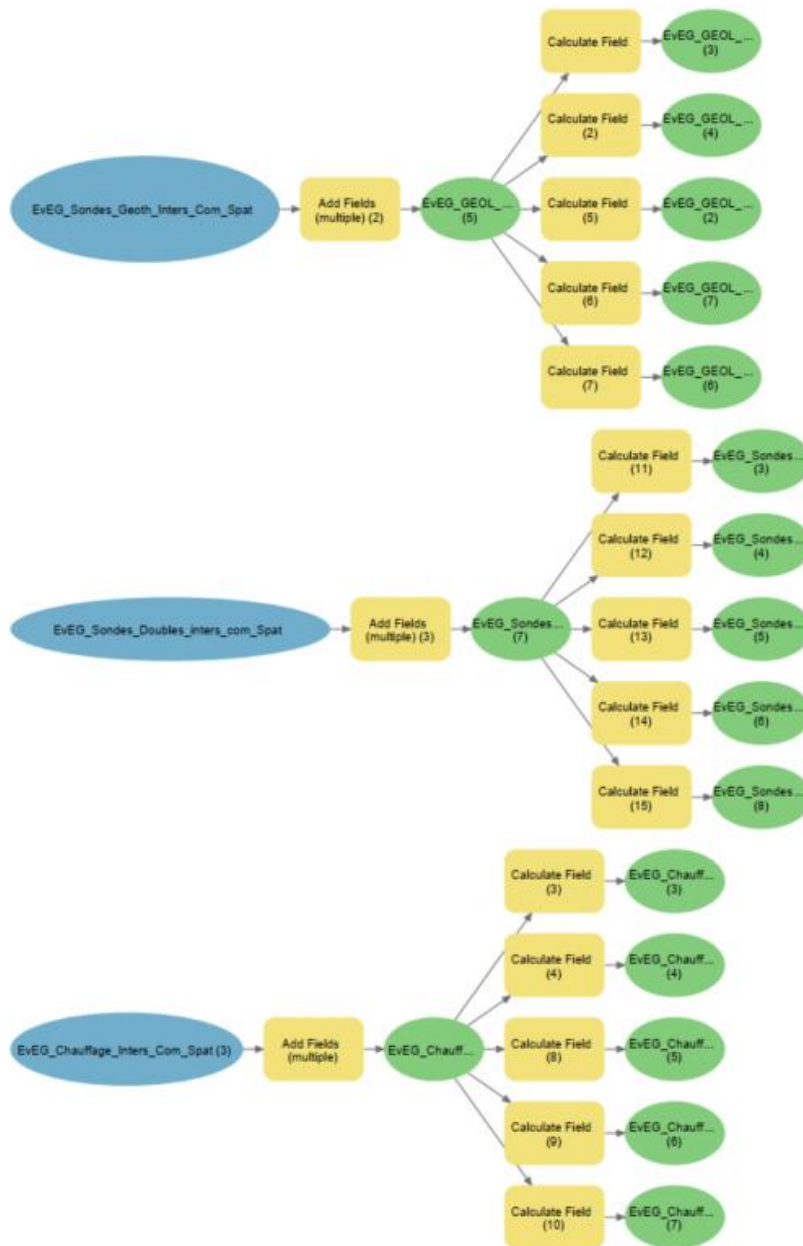 Calculate Field
EvEG_GEOL_...
(3)
Calculate Field
(2)
EvEG_GEOL_...
(4)
EvEG_Sondes_Geoth_Inters_Com_Spat
Add Fields
(multiple) (2)
EvEG_GEOL_...
(5)
Calculate Field
(5)
EvEG_GEOL_...
(2)
Calculate Field
(6)
EvEG_GEOL_...
(7)
Calculate Field
(7)
EvEG_GEOL_...
(6)
Calculate Field
(11)
EvEG_Sondes...
(3)
Calculate Field
(12)
EvEG_Sondes...
(4)
EvEG_Sondes_Doubles_inters_com_Spat
Add Fields
(multiple) (3)
EvEG_Sondes...
(7)
Calculate Field
(13)
EvEG_Sondes...
(5)
Calculate Field
(14)
EvEG_Sondes...
(6)
Calculate Field
(15)
EvEG_Sondes...
(8)
Calculate Field
(3)
EvEG_Chauff...
(3)
Calculate Field
(4)
EvEG_Chauff...
(4)
EvEG_Chauffage_Inters_Com_Spat (3)
Add Fields
(multiple)
EvEG_Chauff...
Calculate Field
(8)
EvEG_Chauff...
(5)
Calculate Field
(9)
EvEG_Chauff...
(6)
Calculate Field
(10)
EvEG_Chauff...
(7)